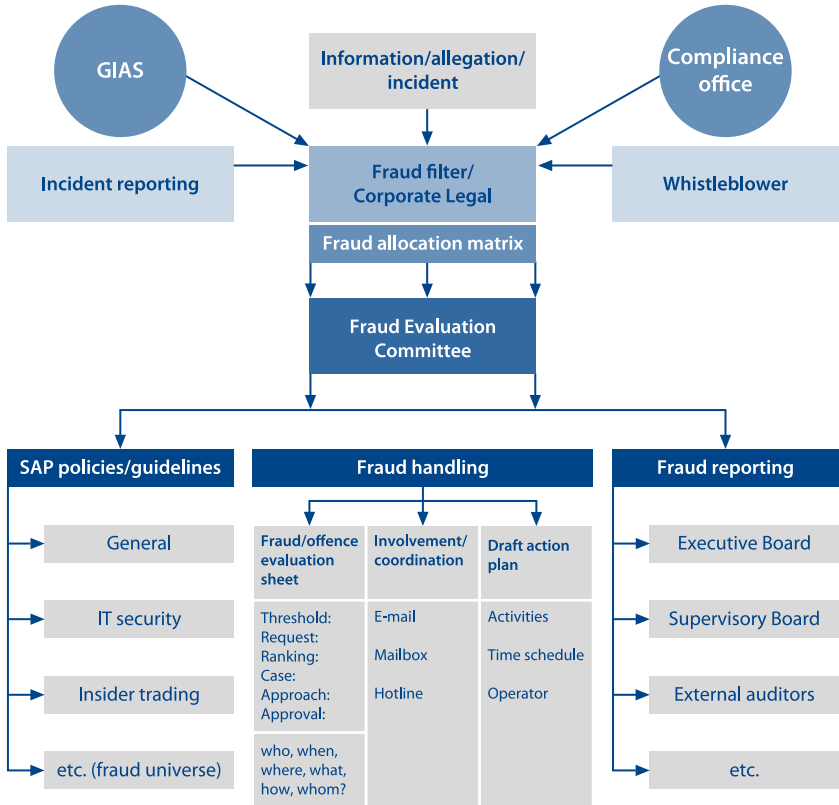 GIAS
Information/allegation/
incident
Compliance
office
Incident reporting
Fraud filter/
Corporate Legal
Whistleblower
Fraud allocation matrix
Fraud Evaluation
Committee
SAP policies/guidelines
General
IT security
Insider trading
etc. (fraud universe)
Fraud handling
Fraud/offence
evaluation
sheet
Threshold:
Request:
Ranking:
Case:
Approach:
Approval:
who, when,
where, what,
how, whom?
Involvement/
coordination
E-mail
Mailbox
Hotline
Draft action
plan
Activities
Time schedule
Operator
Fraud reporting
Executive Board
Supervisory Board
External auditors
etc.